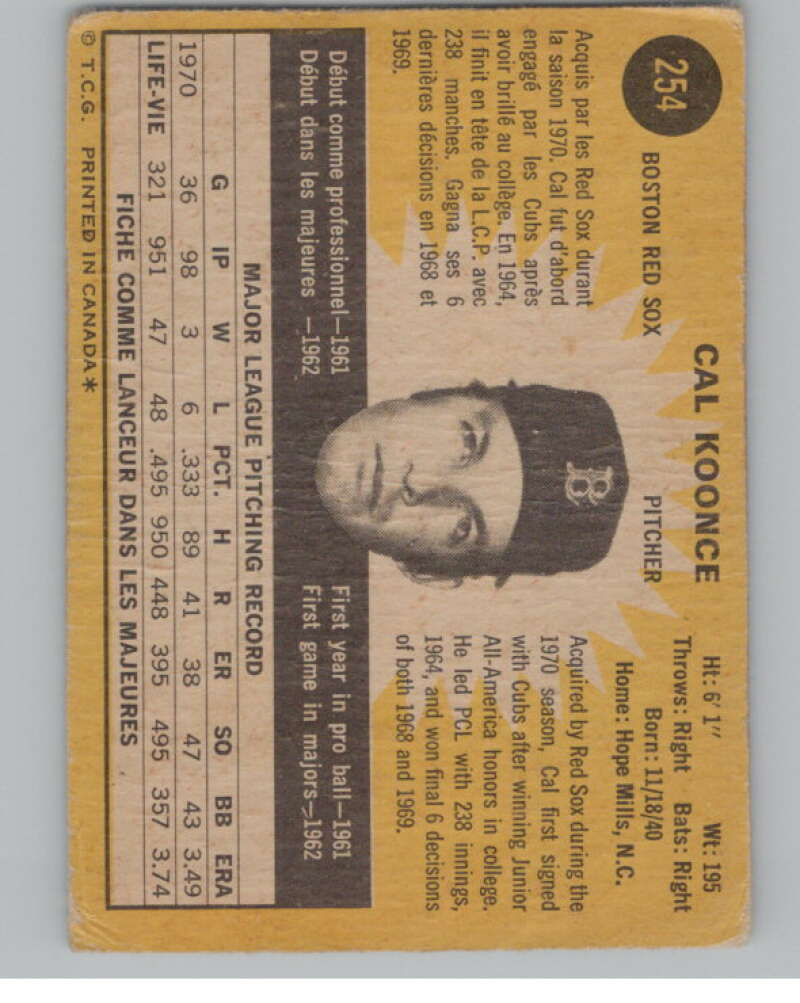 254
CAL KOONCE
BOSTON RED SOX
PITCHER
Ht: 6' 1" Wt: 195
Throws: Right Bats: Right
Born: 11/18/40
Home: Hope Mills, N.C.
Acquis par les Red Sox durant
la saison 1970. Cal fut d'abord
engagé par les Cubs après
avoir brillé au collège. En 1964,
il finit en tête de la L.C.P. avec
238 manches. Gagna ses 6
dernières décisions en 1968 et
1969.
B
Acquired by Red Sox during the
1970 season, Cal first signed
with Cubs after winning Junior
All-America honors in college.
He led PCL with 238 innings,
1964, and won final 6 decisions
of both 1968 and 1969.
Début comme professionnel—1961
Début dans les majeures —1962
First year in pro ball—1961
First game in majors—1962
MAJOR LEAGUE PITCHING RECORD
G IP W L PCT. H R ER SO BB ERA
1970 36 98 3 6 .333 89 41 38 47 43 3.49
LIFE-VIE 321 951 47 48 .495 950 448 395 495 357 3.74
FICHE COMME LANCEUR DANS LES MAJEURES
© T.C.G. PRINTED IN CANADA*